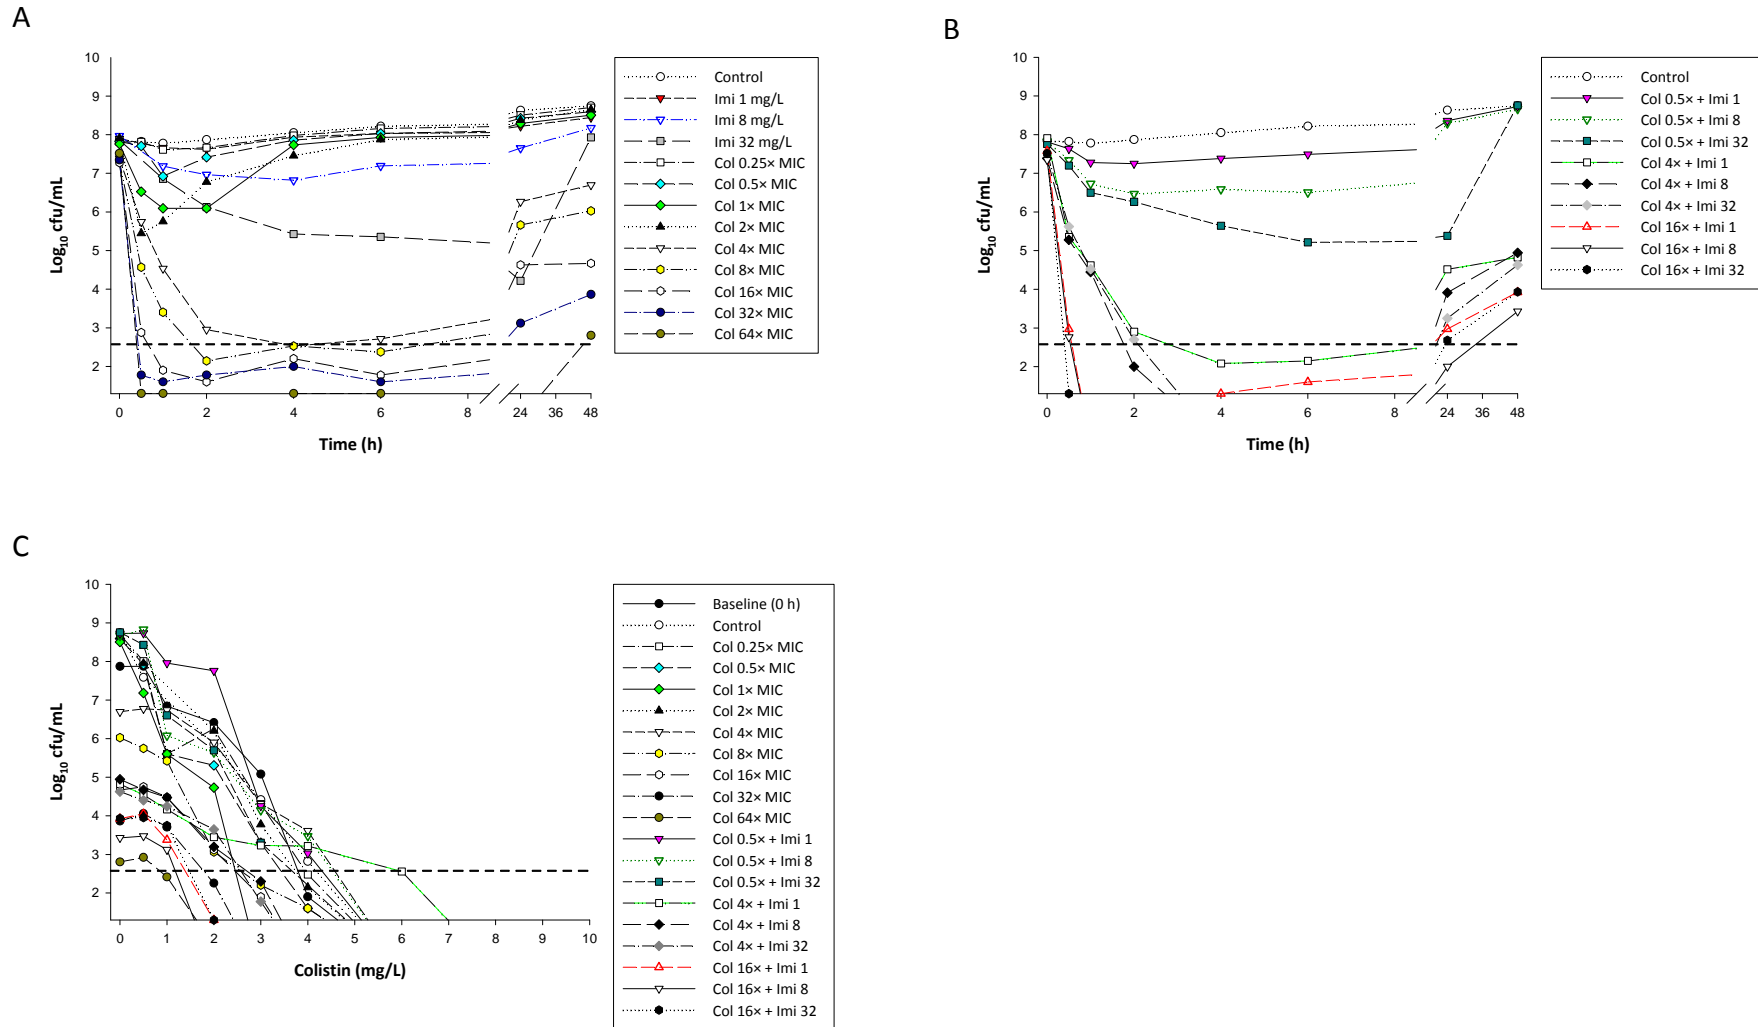 A
10
9
8
7
6
5
4
3
2
Log10 cfu/mL
0 2 4 6 8 24 36 48
Time (h)
Control
Imi 1 mg/L
Imi 8 mg/L
Imi 32 mg/L
Col 0.25× MIC
Col 0.5× MIC
Col 1× MIC
Col 2× MIC
Col 4× MIC
Col 8× MIC
Col 16× MIC
Col 32× MIC
Col 64× MIC
B
10
9
8
7
6
5
4
3
2
Log10 cfu/mL
0 2 4 6 8 24 36 48
Time (h)
Control
Col 0.5× + Imi 1
Col 0.5× + Imi 8
Col 0.5× + Imi 32
Col 4× + Imi 1
Col 4× + Imi 8
Col 4× + Imi 32
Col 16× + Imi 1
Col 16× + Imi 8
Col 16× + Imi 32
C
10
9
8
7
6
5
4
3
2
Log10 cfu/mL
0 1 2 3 4 5 6 7 8 9 10
Colistin (mg/L)
Baseline (0 h)
Control
Col 0.25× MIC
Col 0.5× MIC
Col 1× MIC
Col 2× MIC
Col 4× MIC
Col 8× MIC
Col 16× MIC
Col 32× MIC
Col 64× MIC
Col 0.5× + Imi 1
Col 0.5× + Imi 8
Col 0.5× + Imi 32
Col 4× + Imi 1
Col 4× + Imi 8
Col 4× + Imi 32
Col 16× + Imi 1
Col 16× + Imi 8
Col 16× + Imi 32